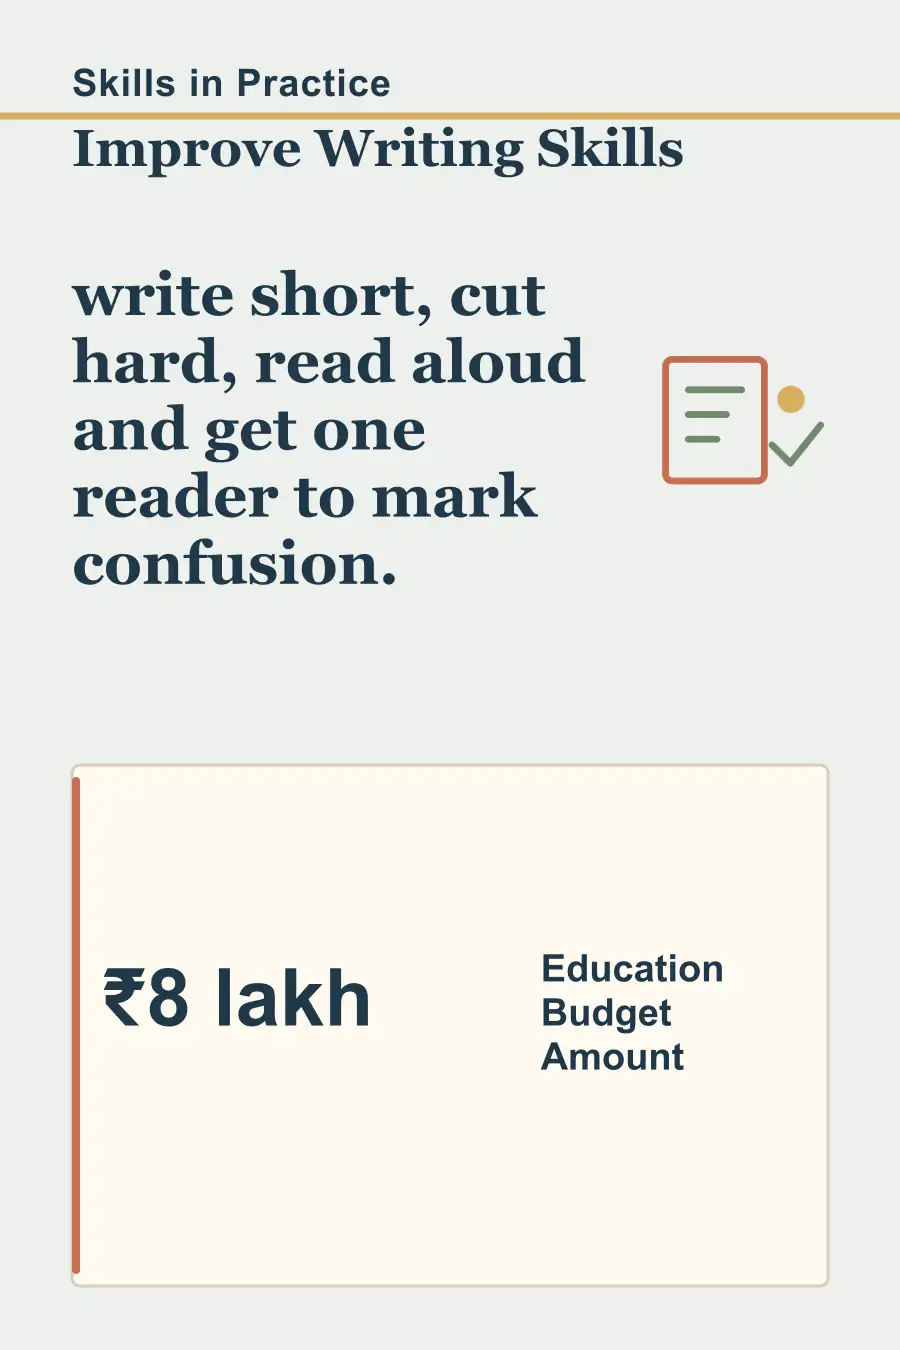 Skills in Practice
Improve Writing Skills
write short, cut
hard, read aloud
and get one
reader to mark
confusion.
₹8 lakh
Education
Budget
Amount